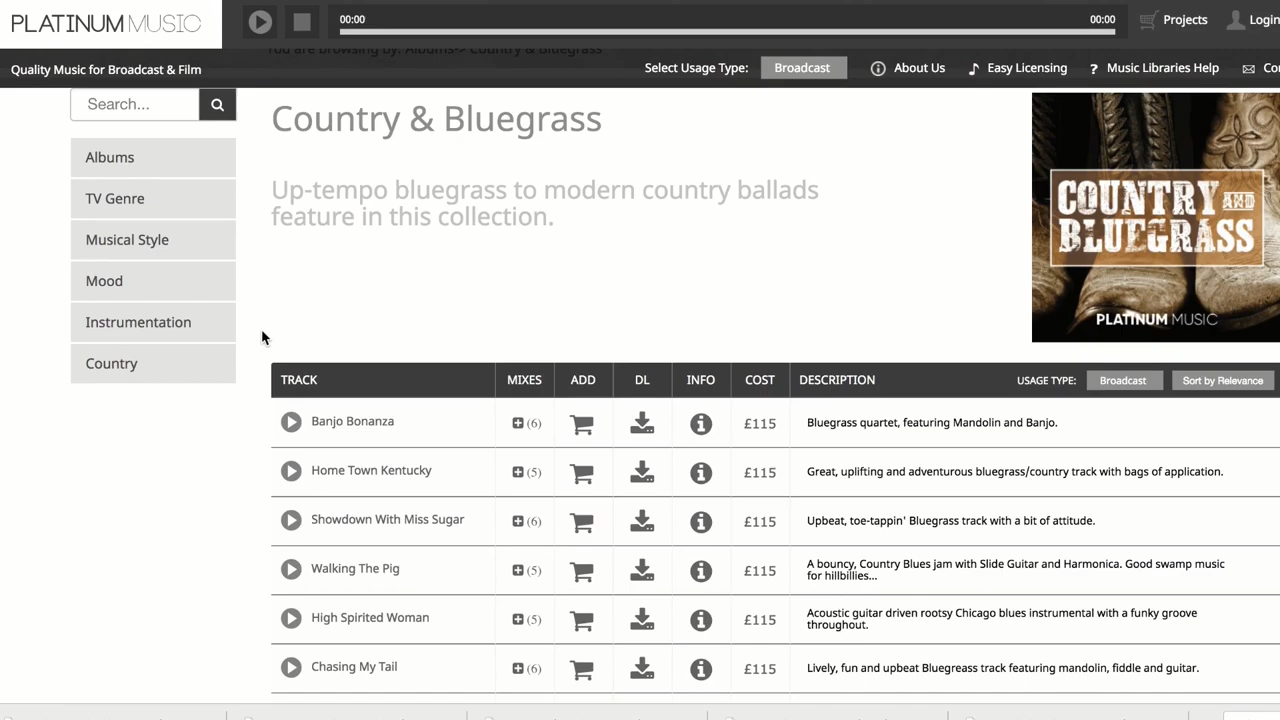 PLATINUM MUSIC
00:00
00:00
Projects
Login
You are browsing by: Albums-> Country & Bluegrass
Quality Music for Broadcast & Film
Select Usage Type:
Broadcast
About Us
Easy Licensing
? Music Libraries Help
Search...
Country & Bluegrass
Up-tempo bluegrass to modern country ballads
feature in this collection.
COUNTRY AND
BLUEGRASS
PLATINUM MUSIC
Albums
TV Genre
Musical Style
Mood
Instrumentation
Country
TRACK MIXES ADD DL INFO COST DESCRIPTION USAGE TYPE: Broadcast Sort by Relevance
Banjo Bonanza (6) £115 Bluegrass quartet, featuring Mandolin and Banjo.
Home Town Kentucky (5) £115 Great, uplifting and adventurous bluegrass/country track with bags of application.
Showdown With Miss Sugar (6) £115 Upbeat, toe-tappin' Bluegrass track with a bit of attitude.
Walking The Pig (5) £115 A bouncy, Country Blues jam with Slide Guitar and Harmonica. Good swamp music
for hillbillies...
High Spirited Woman (5) £115 Acoustic guitar driven rootsy Chicago blues instrumental with a funky groove
throughout.
Chasing My Tail (6) £115 Lively, fun and upbeat Bluegreass track featuring mandolin, fiddle and guitar.